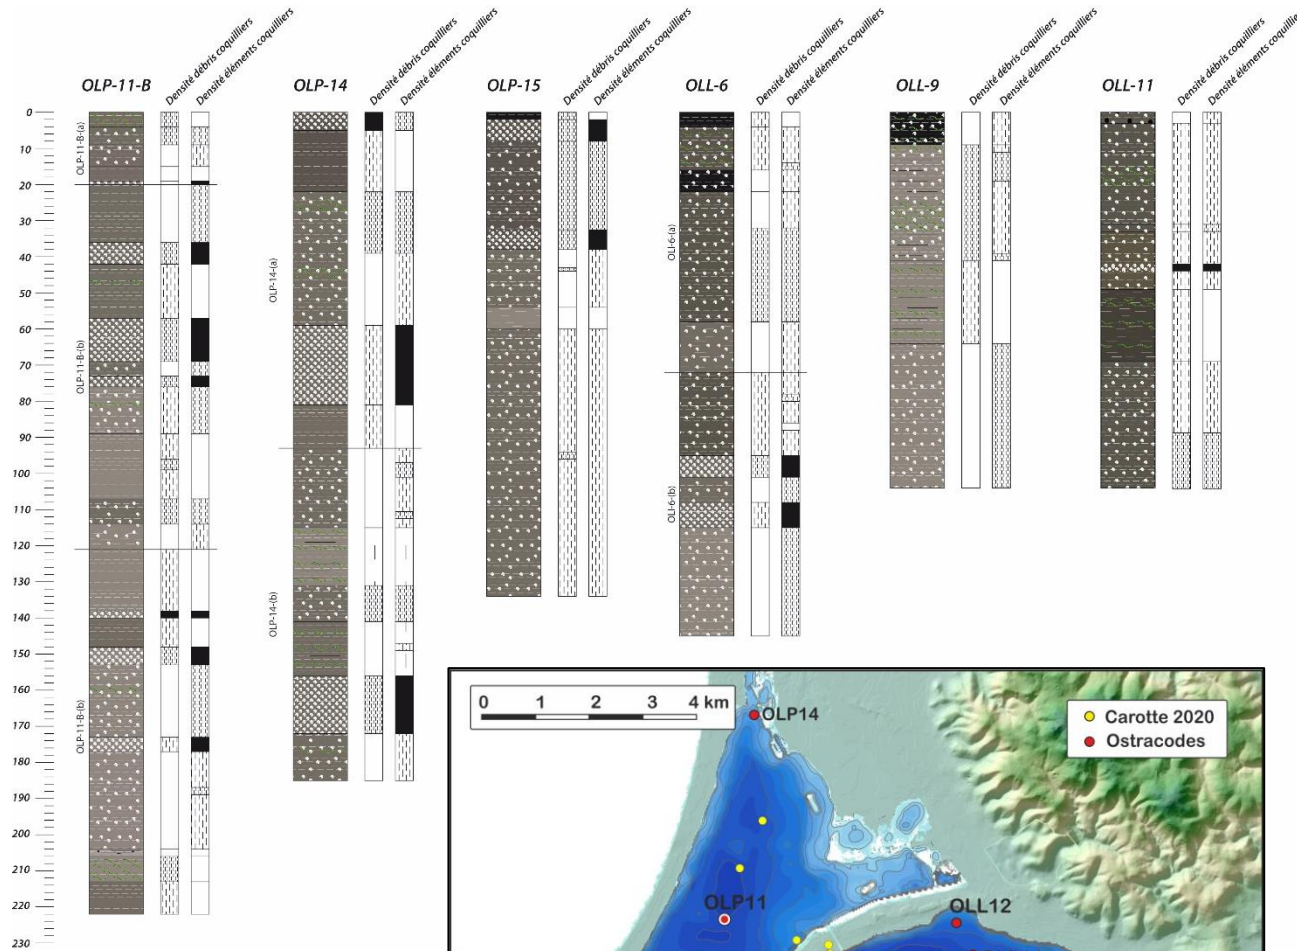 OLP-11-B
Densité débris coquilliers
Densité éléments coquilliers
OLP-14
Densité débris coquilliers
Densité éléments coquilliers
OLP-15
Densité débris coquilliers
Densité éléments coquilliers
OLL-6
Densité débris coquilliers
Densité éléments coquilliers
OLL-9
Densité débris coquilliers
Densité éléments coquilliers
OLL-11
Densité débris coquilliers
Densité éléments coquilliers
0
10
20
30
40
50
60
70
80
90
100
110
120
130
140
150
160
170
180
190
200
210
220
230
OLP-11-B-(a)
OLP-11-B-(b)
OLP-11-B-(b)
OLP-14-(a)
OLP-14-(b)
OLI-6-(a)
OLI-6-(b)
0 1 2 3 4 km
OLP14
Carotte 2020
Ostracodes
OLP11
OLL12